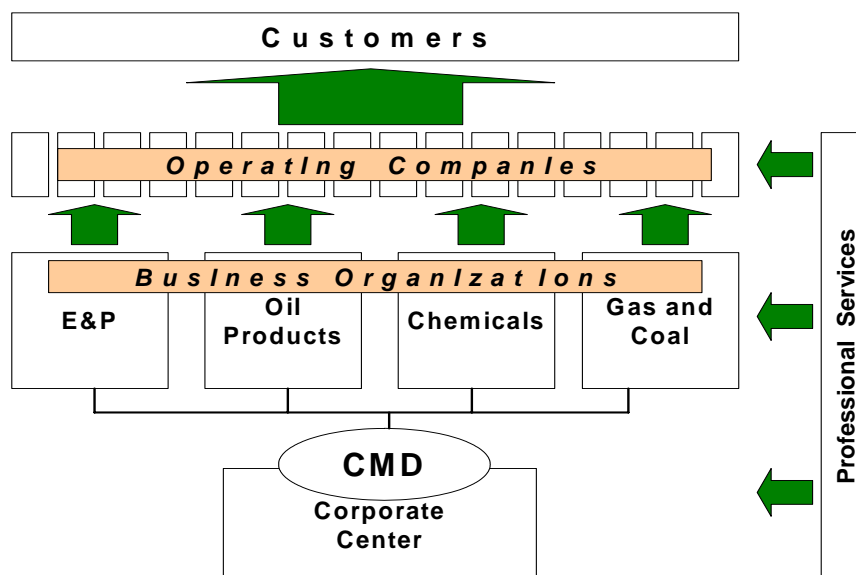 Customers
OperatIng CompanIes
BusIness OrganIzatIons
E&P
Oil
Products
Chemicals
Gas and
Coal
CMD
Corporate
Center
Professional Services